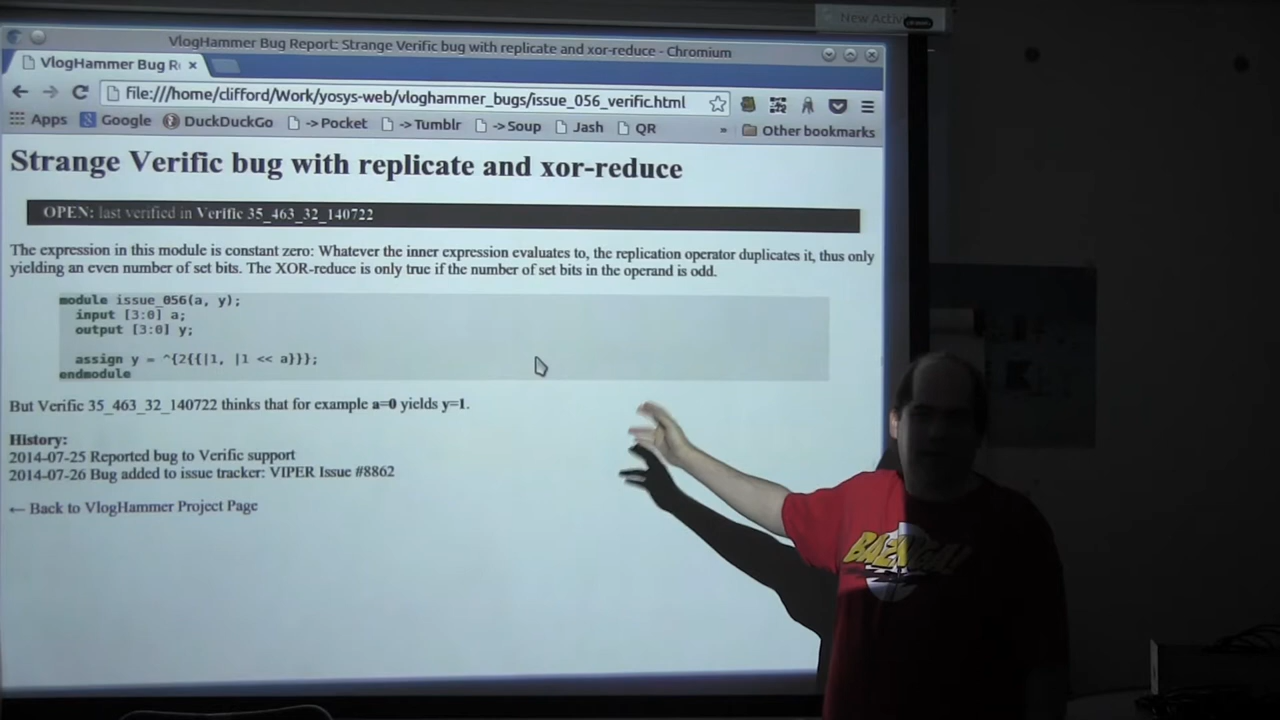 New Activ
VlogHammer Bug Report: Strange Verific bug with replicate and xor-reduce - Chromium
VlogHammer Bug R
file:///home/clifford/Work/yosys-web/vloghammer_bugs/issue_056_verific.html
Apps Google DuckDuckGo ->Pocket ->Tumblr ->Soup Jash QR » Other bookmarks
Strange Verific bug with replicate and xor-reduce
OPEN: last verified in Verific 35_463_32_140722
The expression in this module is constant zero: Whatever the inner expression evaluates to, the replication operator duplicates it, thus only
yielding an even number of set bits. The XOR-reduce is only true if the number of set bits in the operand is odd.
module issue_056(a, y);
input [3:0] a;
output [3:0] y;
assign y = ^{2{{|1, |1 << a}}};
endmodule
But Verific 35_463_32_140722 thinks that for example a=0 yields y=1.
History:
2014-07-25 Reported bug to Verific support
2014-07-26 Bug added to issue tracker: VIPER Issue #8862
← Back to VlogHammer Project Page
BAZINGA!